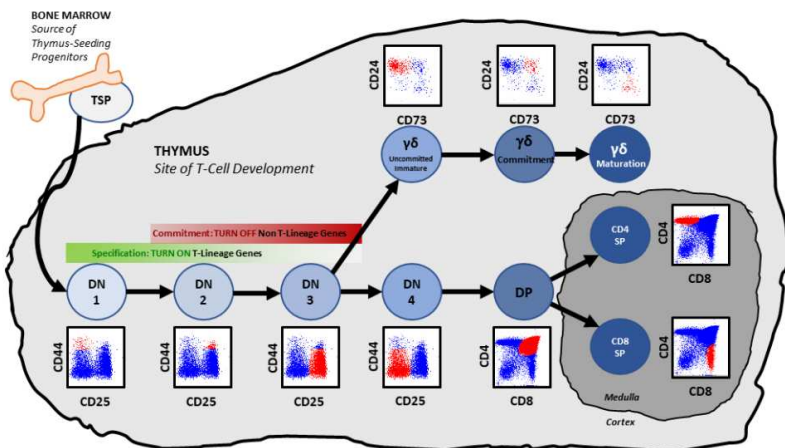 BONE MARROW
Source of
Thymus-Seeding
Progenitors
TSP
THYMUS
Site of T-Cell Development
CD24
CD73
CD24
CD73
CD24
CD73
γδ
Uncommitted
Immature
γδ
Commitment
γδ
Maturation
Commitment: TURN OFF Non T-Lineage Genes
Specification: TURN ON T-Lineage Genes
DN
1
DN
2
DN
3
DN
4
DP
CD4
SP
CD4
CD8
CD8
SP
CD4
CD8
CD44
CD25
CD44
CD25
CD44
CD25
CD44
CD25
CD4
CD8
Medulla
Cortex